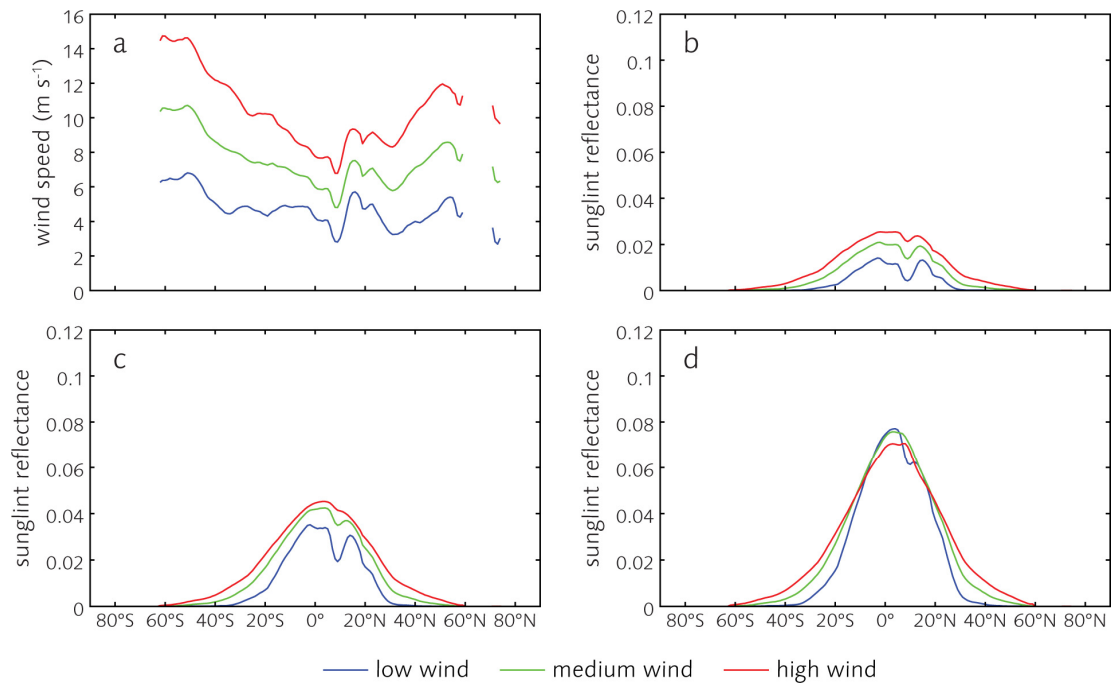 16
14
12
10
8
6
4
2
0
wind speed (m s⁻¹)
a
0.12
0.1
0.08
0.06
0.04
0.02
0
sunglint reflectance
b
0.12
0.1
0.08
0.06
0.04
0.02
0
sunglint reflectance
c
80°S 60°S 40°S 20°S 0° 20°N 40°N 60°N 80°N
0.12
0.1
0.08
0.06
0.04
0.02
0
sunglint reflectance
d
80°S 60°S 40°S 20°S 0° 20°N 40°N 60°N 80°N
low wind medium wind high wind